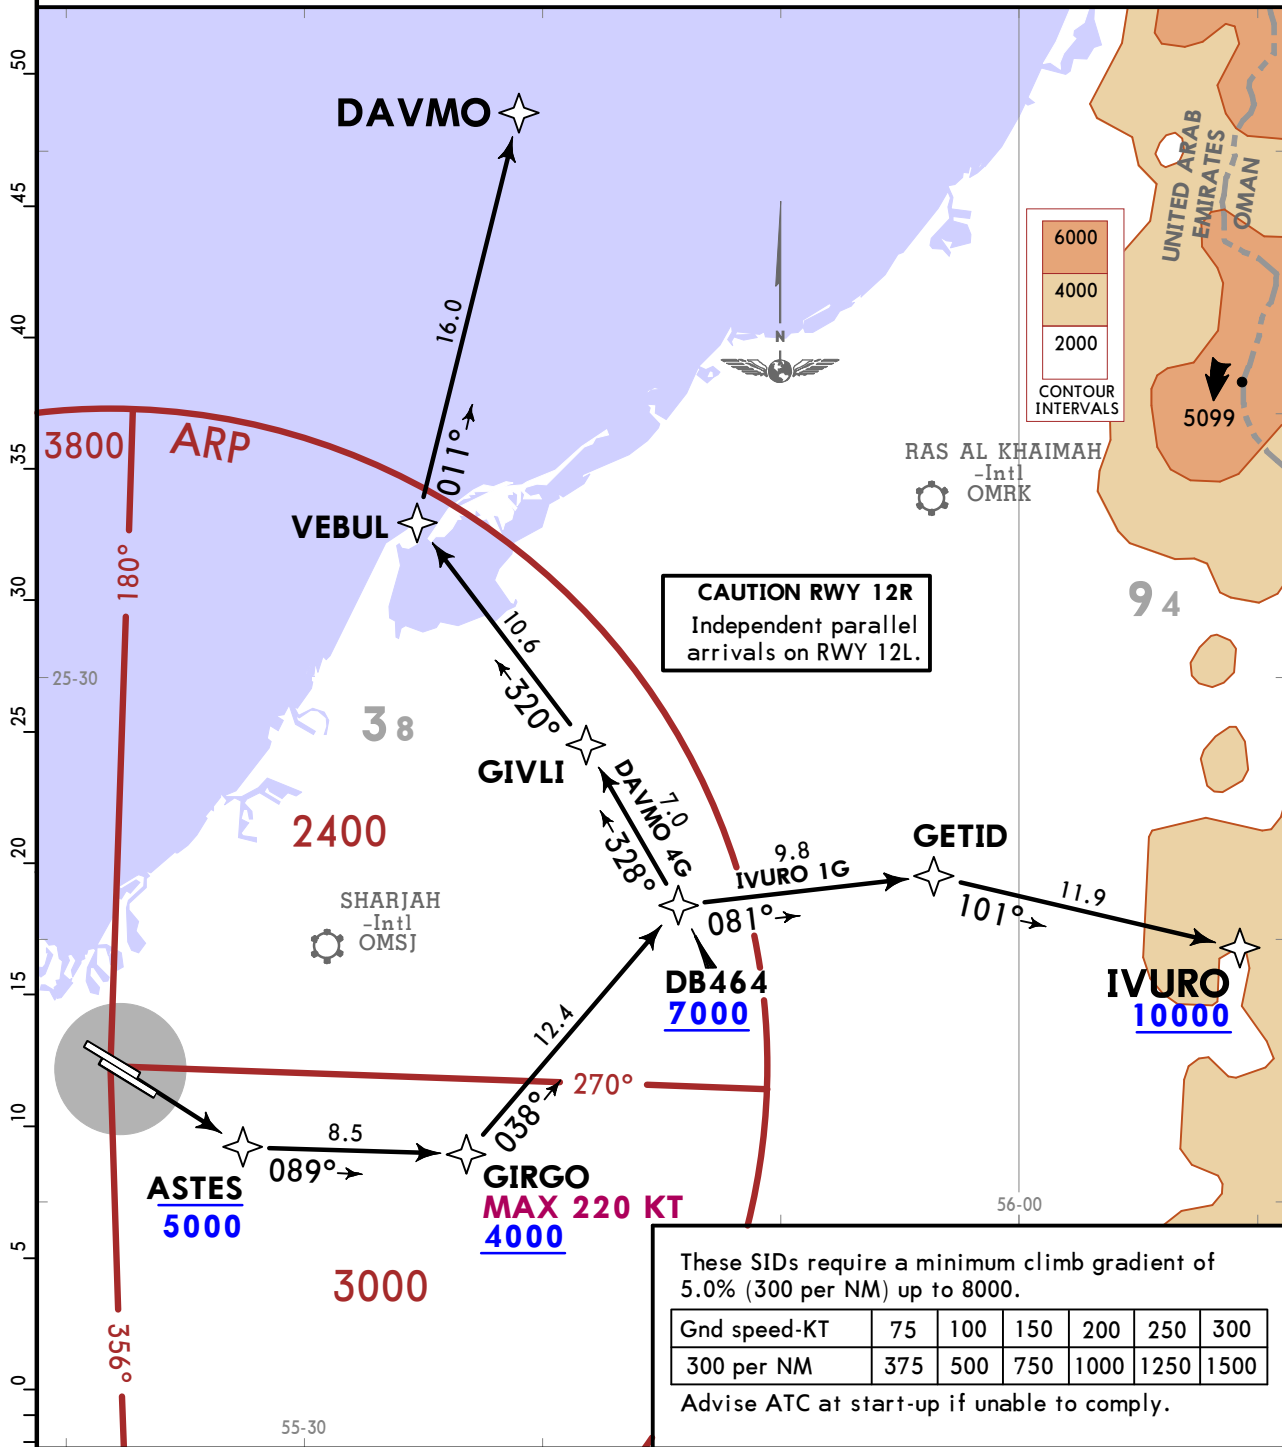 50
45
40
35
30
25
20
15
10
5
0
DAVMO
16.0
011°
3800
ARP
180°
VEBUL
N
6000
4000
2000
CONTOUR
INTERVALS
UNITED ARAB
EMIRATES
OMAN
5099
RAS AL KHAIMAH
-Intl
OMRK
94
CAUTION RWY 12R
Independent parallel
arrivals on RWY 12L.
10.6
320°
25-30
38
GIVLI
DAVMO 4G
7.0
328°
2400
SHARJAH
-Intl
OMSJ
9.8
IVURO 1G
081°
GETID
101°
11.9
IVURO
10000
DB464
7000
12.4
038°
270°
8.5
089°
ASTES
5000
GIRGO
MAX 220 KT
4000
3000
356°
55-30
56-00
These SIDs require a minimum climb gradient of
5.0% (300 per NM) up to 8000.
Gnd speed-KT 75 100 150 200 250 300
300 per NM 375 500 750 1000 1250 1500
Advise ATC at start-up if unable to comply.